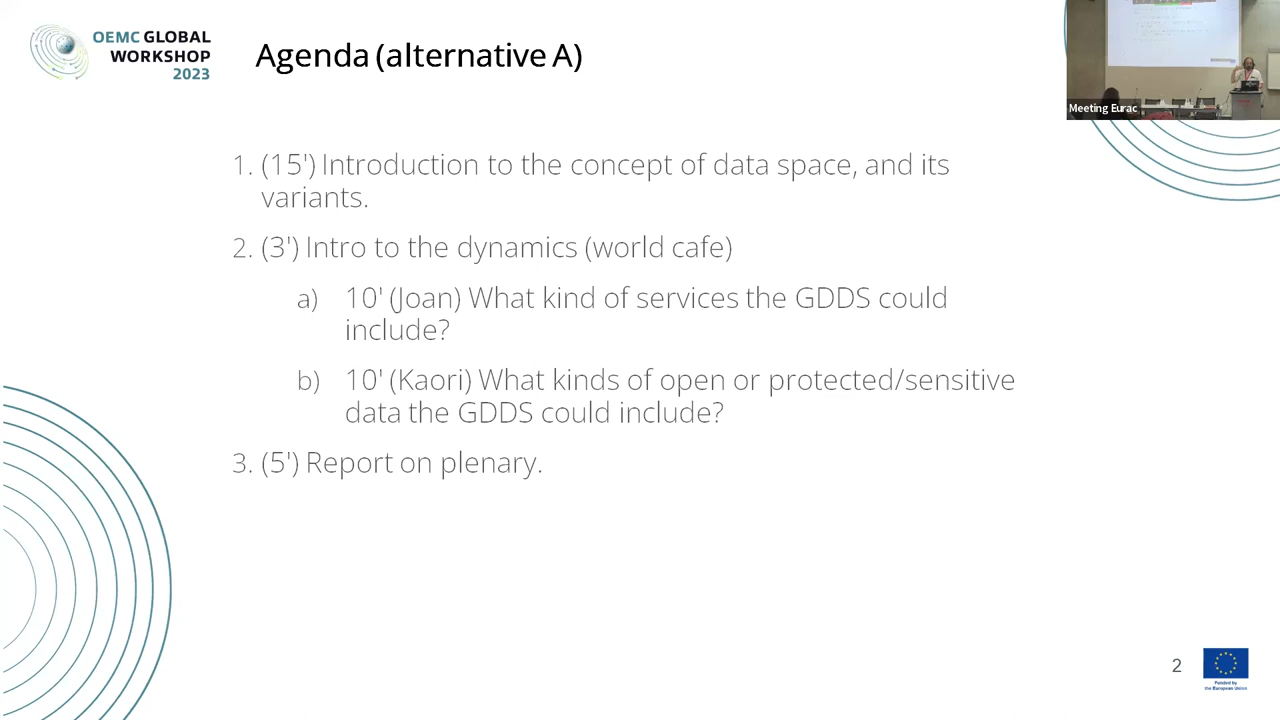 OEMC GLOBAL
WORKSHOP
2023
Agenda (alternative A)
Meeting Eurac
1. (15') Introduction to the concept of data space, and its
variants.
2. (3') Intro to the dynamics (world cafe)
a) 10' (Joan) What kind of services the GDDS could
include?
b) 10' (Kaori) What kinds of open or protected/sensitive
data the GDDS could include?
3. (5') Report on plenary.
2
Funded by
the European Union